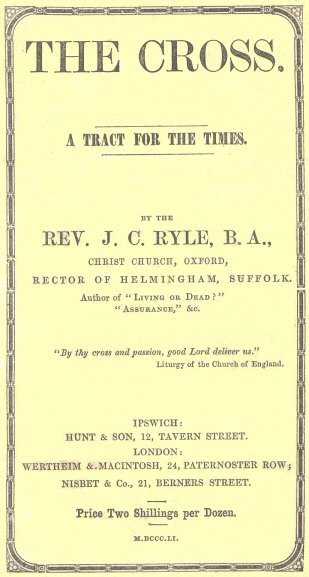 THE CROSS.
A TRACT FOR THE TIMES.
BY THE
REV. J. C. RYLE, B. A.,
CHRIST CHURCH, OXFORD,
RECTOR OF HELMINGHAM, SUFFOLK.
Author of "LIVING OR DEAD?"
"ASSURANCE," &c.
"By thy cross and passion, good Lord deliver us."
Liturgy of the Church of England.
IPSWICH:
HUNT & SON, 12, TAVERN STREET.
LONDON:
WERTHEIM & MACINTOSH, 24, PATERNOSTER ROW;
NISBET & Co., 21, BERNERS STREET.
Price Two Shillings per Dozen.
M.DCCC.LI.